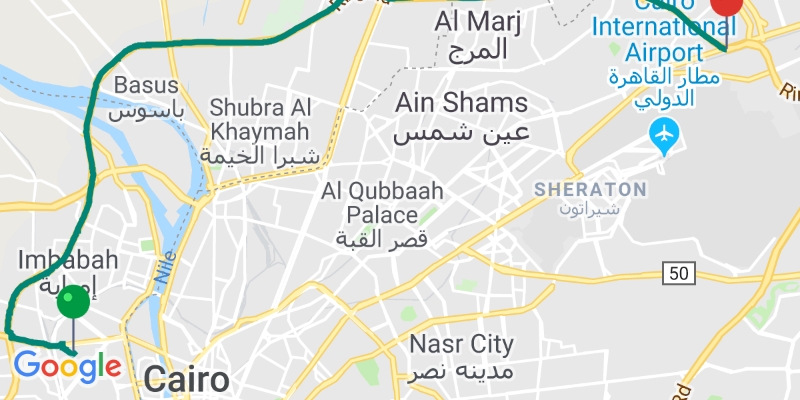 Cairo
International
Airport
مطار القاهرة
الدولي
Al Marj
المرج
Basus
باسوس
Shubra Al
Khaymah
شبرا الخيمة
Ain Shams
عين شمس
Al Qubbaah
Palace
قصر القبة
SHERATON
شيراتون
Imbabah
إمبابة
Nile
50
Nasr City
مدينه نصر
Google
Cairo
Rd